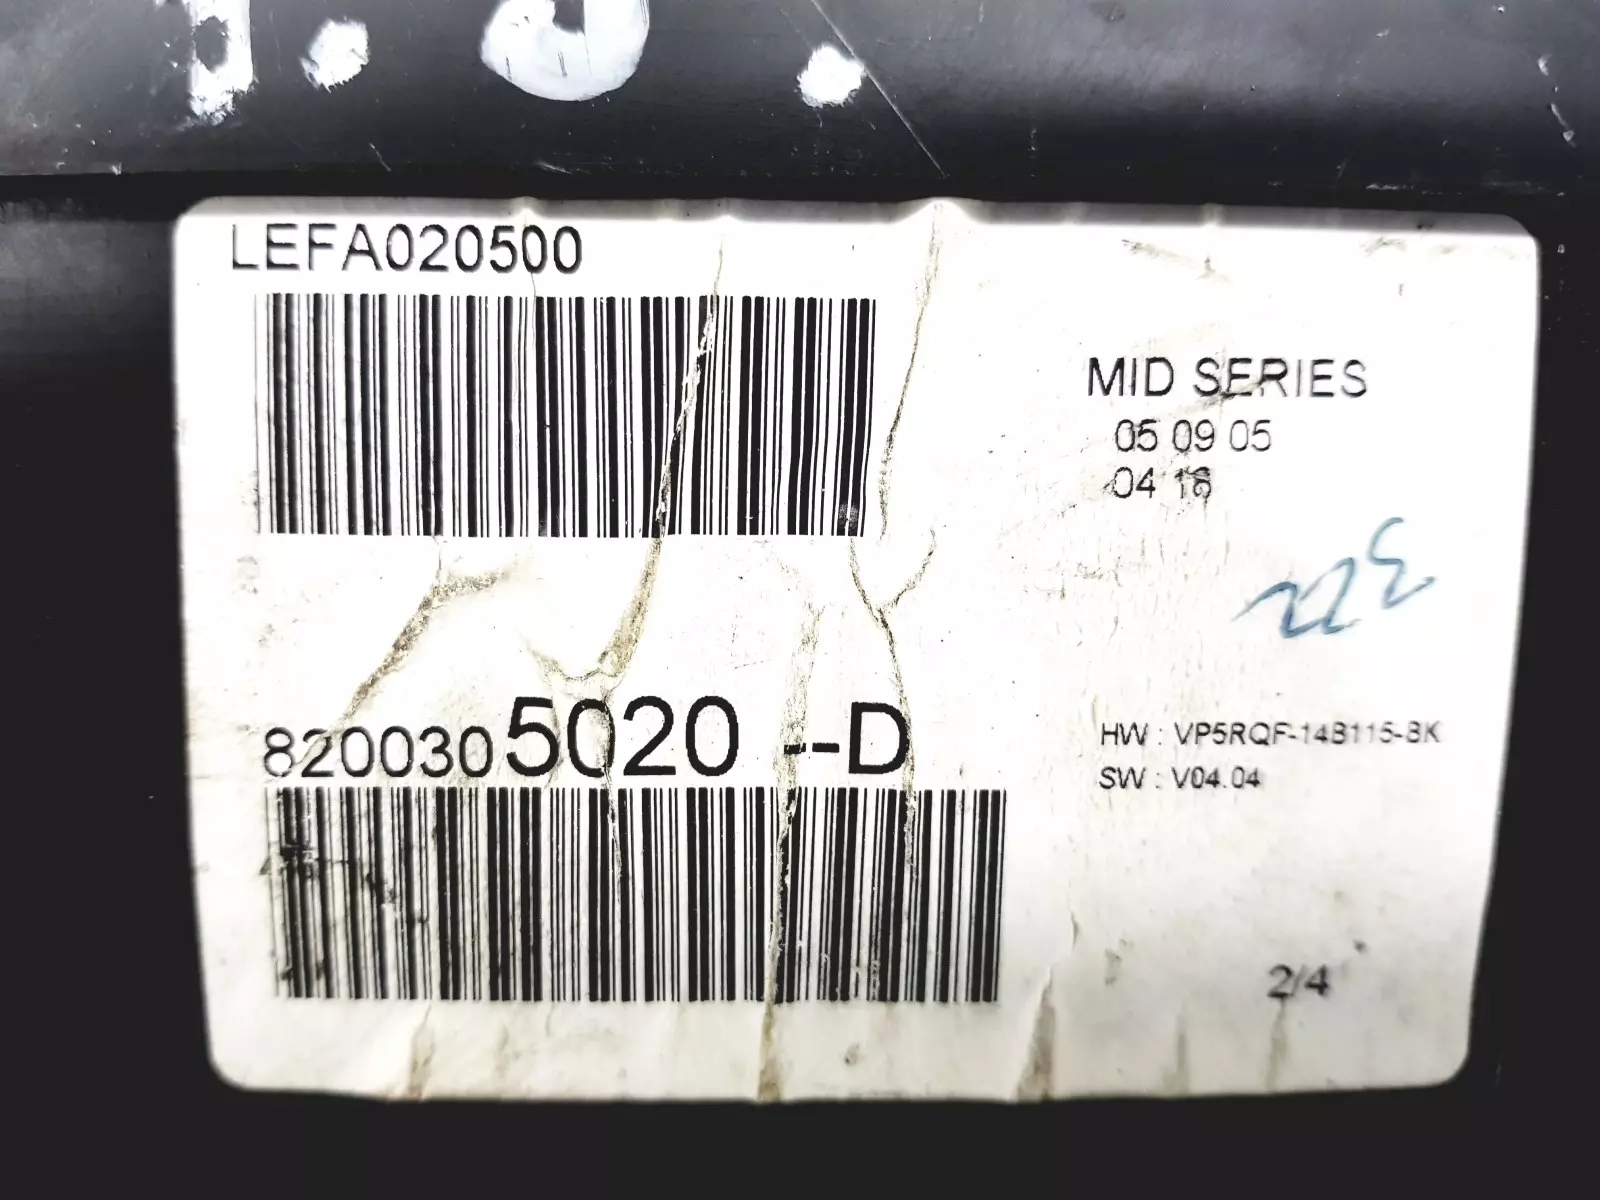 LEFA020500
MID SERIES
05 09 05
04 16
8200305020 --D
HW : VP5RQF-14B115-BK
SW : V04.04
2/4